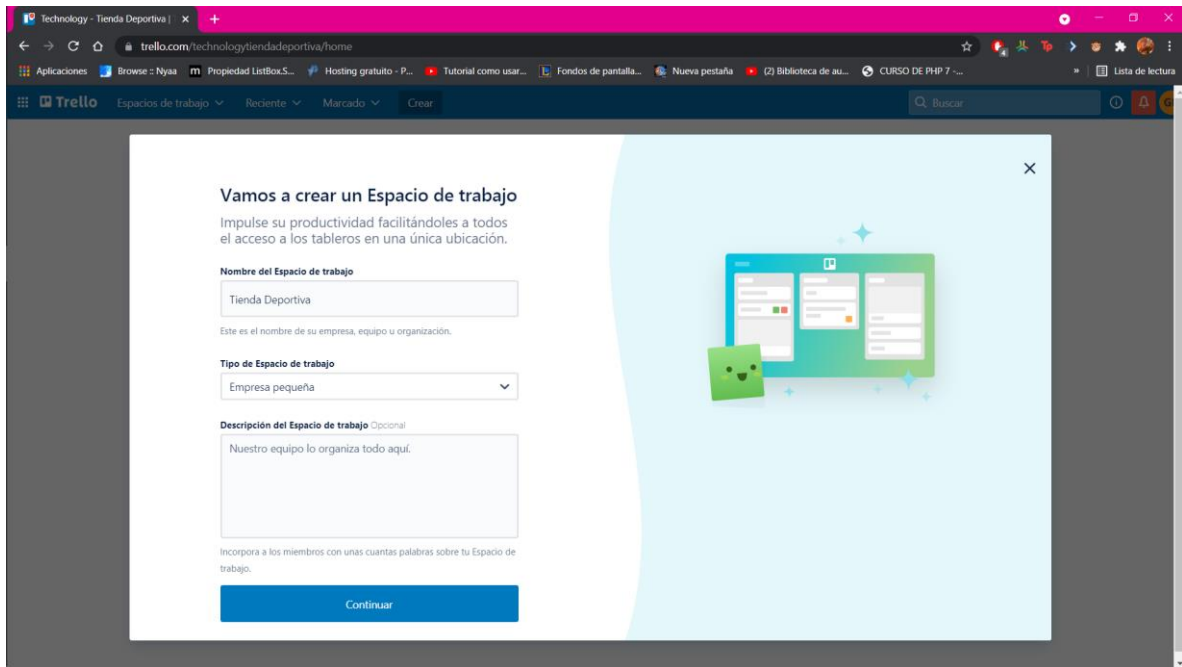 Technology - Tienda Deportiva |
trello.com/technologytiendadeportiva/home
Aplicaciones Browse :: Nyaa Propiedad ListBox.S... Hosting gratuito - P... Tutorial como usar... Fondos de pantalla... Nueva pestaña (2) Biblioteca de au... CURSO DE PHP 7 -... » Lista de lectura
Trello Espacios de trabajo Reciente Marcado Crear Buscar
Vamos a crear un Espacio de trabajo
Impulse su productividad facilitándoles a todos
el acceso a los tableros en una única ubicación.
Nombre del Espacio de trabajo
Tienda Deportiva
Este es el nombre de su empresa, equipo u organización.
Tipo de Espacio de trabajo
Empresa pequeña
Descripción del Espacio de trabajo Opcional
Nuestro equipo lo organiza todo aquí.
Incorpora a los miembros con unas cuantas palabras sobre tu Espacio de
trabajo.
Continuar